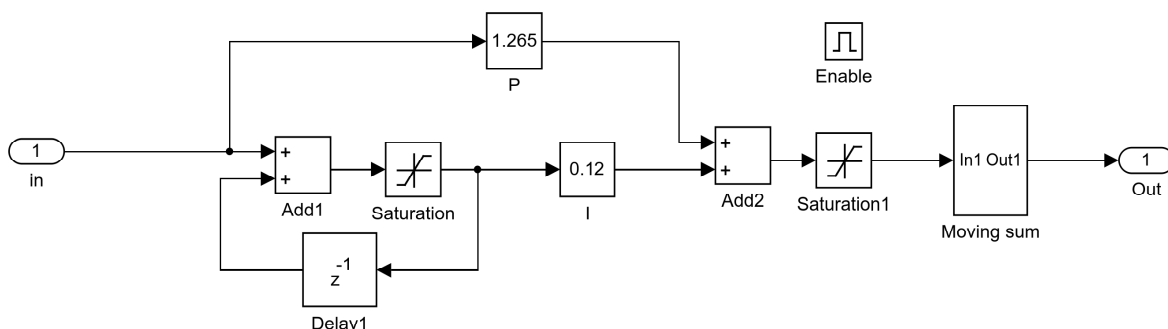 1.265
P
Enable
1
in
+
+
Add1
Saturation
0.12
I
+
+
Add2
Saturation1
In1 Out1
Moving sum
1
Out
z-1
Delay1